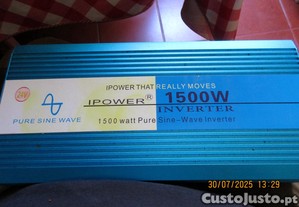 IPOWER THAT REALLY MOVES
IPOWER® 1500W
INVERTER
PURE SINE WAVE
1500 watt Pure Sine-Wave Inverter
30/07/2025 13:29
CustoJusto.pt